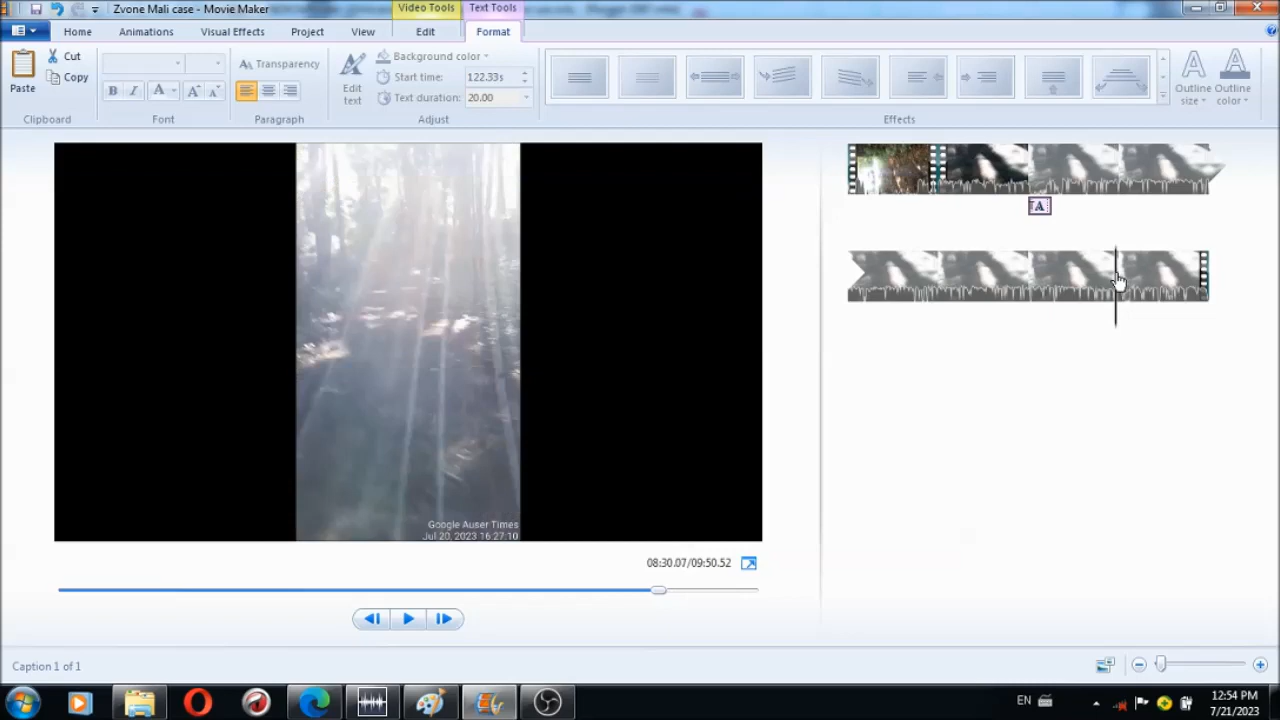 Zvone Mali case - Movie Maker
Video Tools
Text Tools
Home
Animations
Visual Effects
Project
View
Edit
Format
Paste
Cut
Copy
Clipboard
B
I
A
A
A
Font
Transparency
Paragraph
Edit text
Background color
Start time: 122.33s
Text duration: 20.00
Adjust
Effects
Outline size
Outline color
A
Google Auser Times
Jul 20, 2023 16:27:10
08:30.07/09:50.52
Caption 1 of 1
EN
12:54 PM
7/21/2023